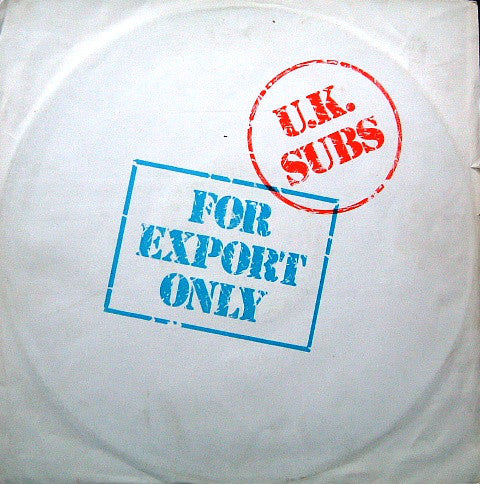 U.K.
SUBS
FOR
EXPORT
ONLY